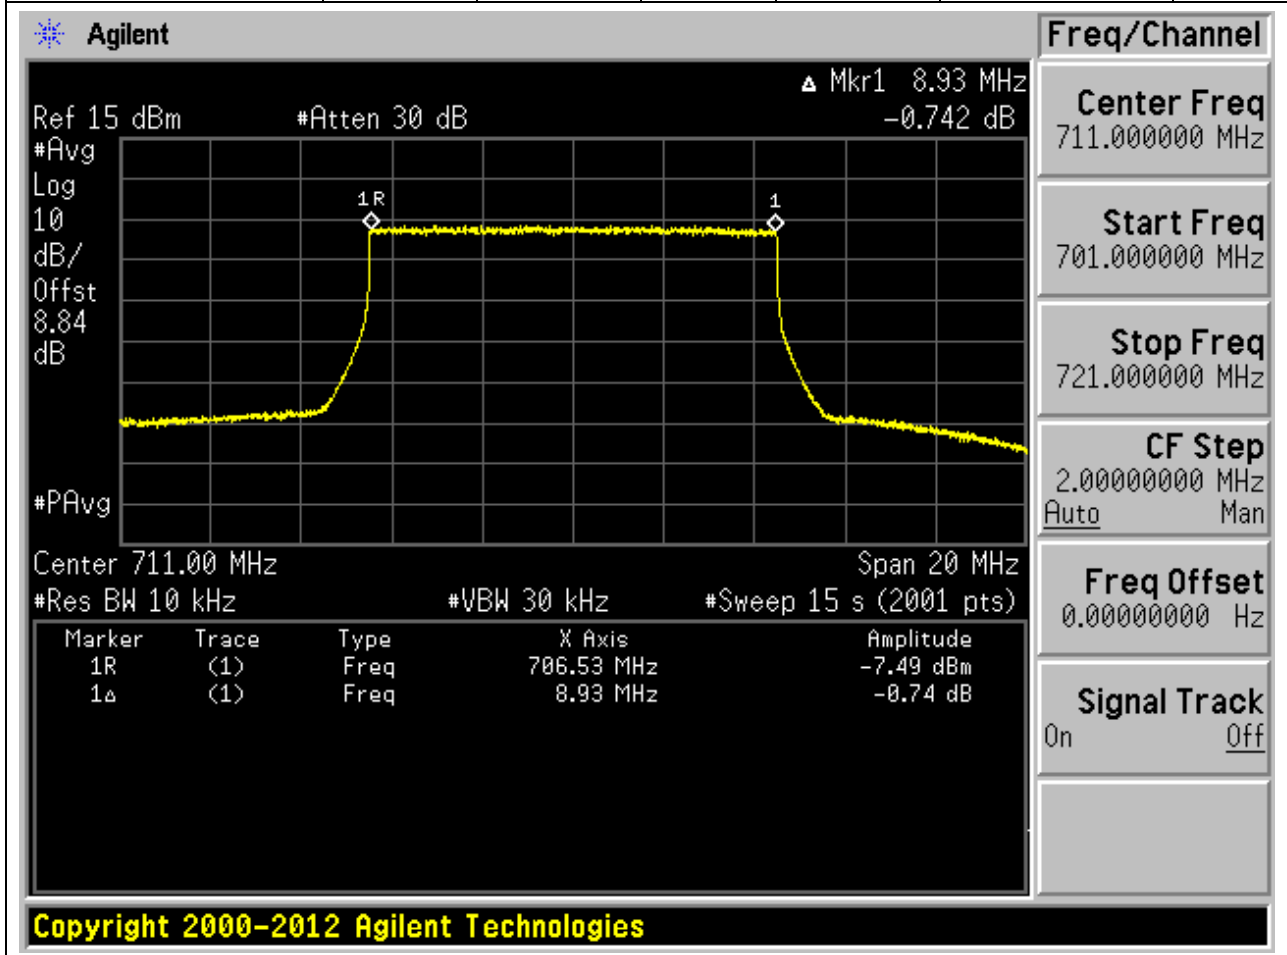 Agilent
Freq/Channel
Δ Mkr1 8.93 MHz
Ref 15 dBm #Atten 30 dB -0.742 dB
#Avg
Log
10
dB/
Offst
8.84
dB
1R 1
#PAvg
Center 711.00 MHz Span 20 MHz
#Res BW 10 kHz #VBW 30 kHz #Sweep 15 s (2001 pts)
Marker Trace Type X Axis Amplitude
1R (1) Freq 706.53 MHz -7.49 dBm
1Δ (1) Freq 8.93 MHz -0.74 dB
Center Freq
711.000000 MHz
Start Freq
701.000000 MHz
Stop Freq
721.000000 MHz
CF Step
2.00000000 MHz
Auto Man
Freq Offset
0.00000000 Hz
Signal Track
On Off
Copyright 2000-2012 Agilent Technologies